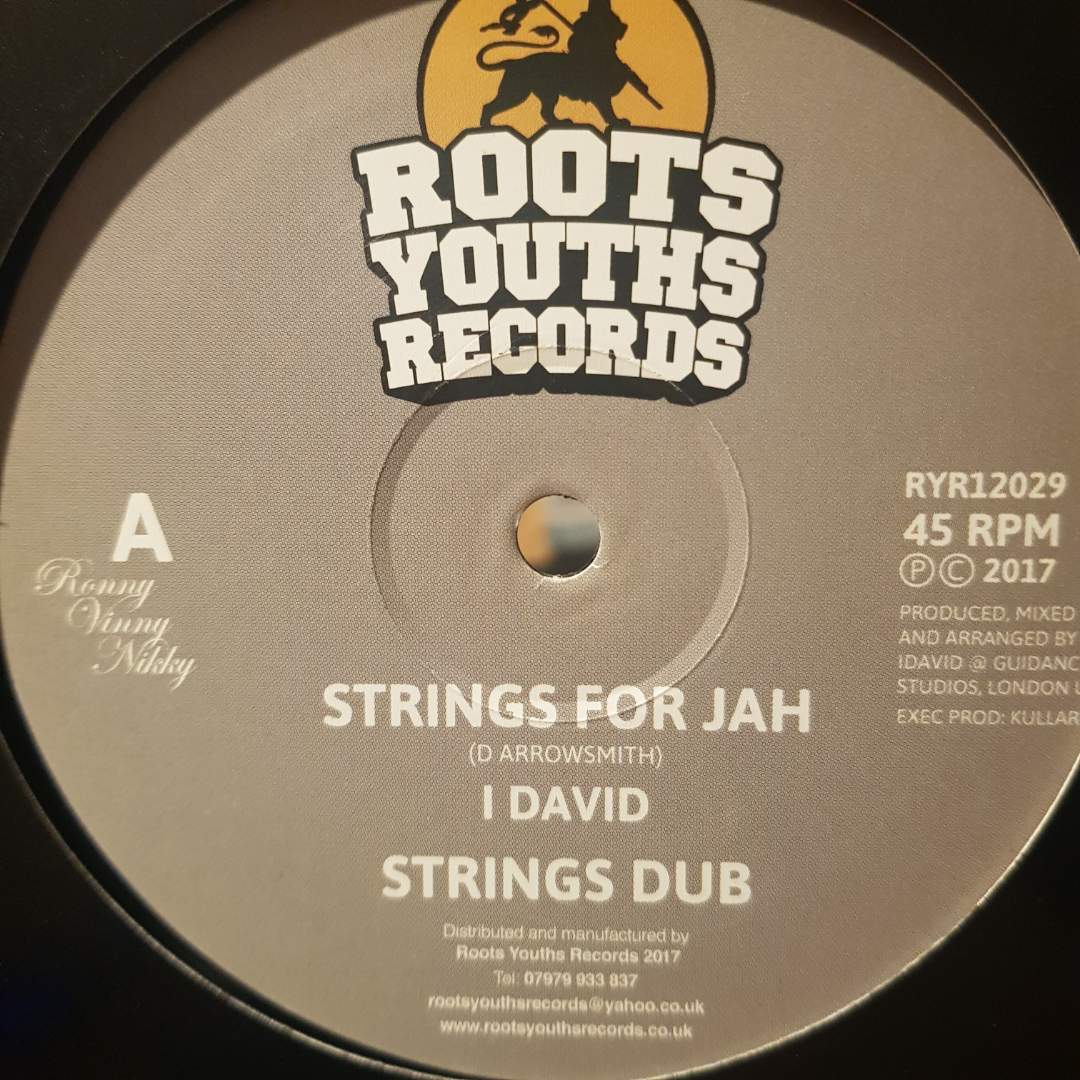 ROOTS
YOUTHS
RECORDS
A
Ronny
Vinny
Nikky
RYR12029
45 RPM
Ⓟ© 2017
PRODUCED, MIXED
AND ARRANGED BY
IDAVID @ GUIDANC
STUDIOS, LONDON U
EXEC PROD: KULLAR
STRINGS FOR JAH
(D ARROWSMITH)
I DAVID
STRINGS DUB
Distributed and manufactured by
Roots Youths Records 2017
Tel: 07979 933 837
rootsyouthsrecords@yahoo.co.uk
www.rootsyouthsrecords.co.uk